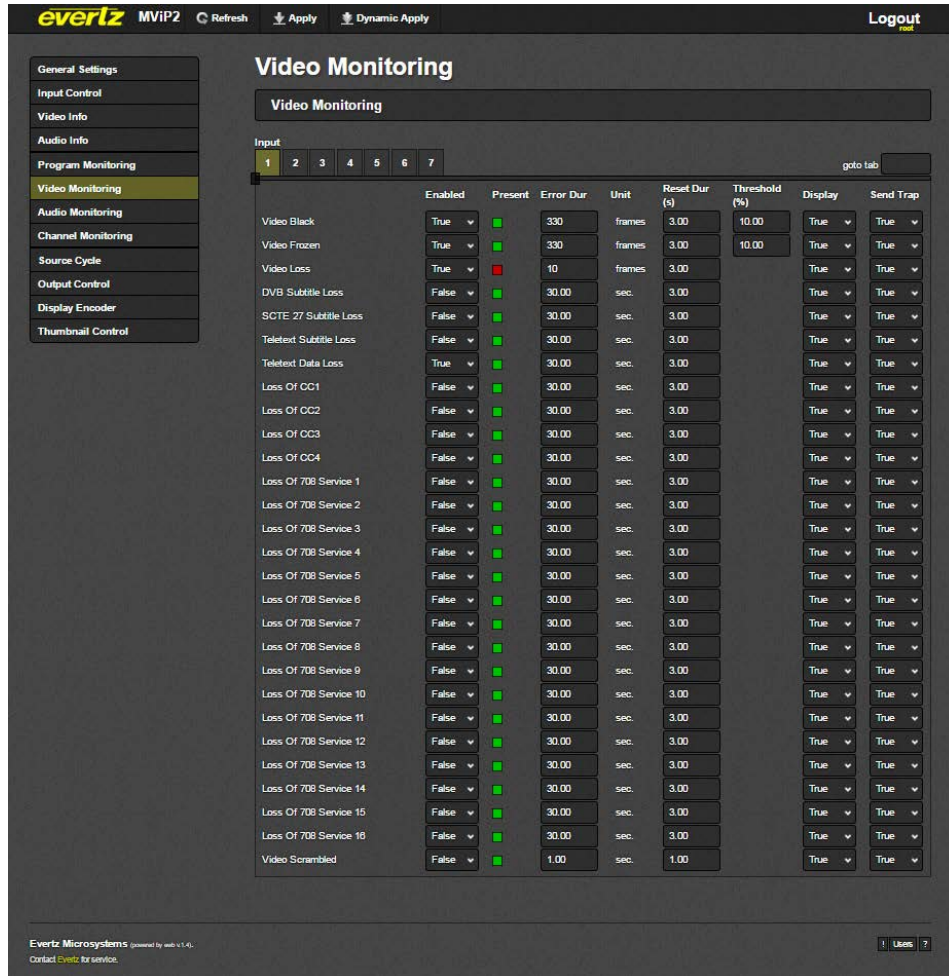 evertz MViP2 Refresh Apply Dynamic Apply Logout
root
General Settings
Input Control
Video Info
Audio Info
Program Monitoring
Video Monitoring
Audio Monitoring
Channel Monitoring
Source Cycle
Output Control
Display Encoder
Thumbnail Control
Video Monitoring
Video Monitoring
Input
1 2 3 4 5 6 7 goto tab
Enabled Present Error Dur Unit Reset Dur (s) Threshold (%) Display Send Trap
Video Black True 330 frames 3.00 10.00 True True
Video Frozen True 330 frames 3.00 10.00 True True
Video Loss True 10 frames 3.00 True True
DVB Subtitle Loss False 30.00 sec. 3.00 True True
SCTE 27 Subtitle Loss False 30.00 sec. 3.00 True True
Teletext Subtitle Loss False 30.00 sec. 3.00 True True
Teletext Data Loss True 30.00 sec. 3.00 True True
Loss Of CC1 False 30.00 sec. 3.00 True True
Loss Of CC2 False 30.00 sec. 3.00 True True
Loss Of CC3 False 30.00 sec. 3.00 True True
Loss Of CC4 False 30.00 sec. 3.00 True True
Loss Of 708 Service 1 False 30.00 sec. 3.00 True True
Loss Of 708 Service 2 False 30.00 sec. 3.00 True True
Loss Of 708 Service 3 False 30.00 sec. 3.00 True True
Loss Of 708 Service 4 False 30.00 sec. 3.00 True True
Loss Of 708 Service 5 False 30.00 sec. 3.00 True True
Loss Of 708 Service 6 False 30.00 sec. 3.00 True True
Loss Of 708 Service 7 False 30.00 sec. 3.00 True True
Loss Of 708 Service 8 False 30.00 sec. 3.00 True True
Loss Of 708 Service 9 False 30.00 sec. 3.00 True True
Loss Of 708 Service 10 False 30.00 sec. 3.00 True True
Loss Of 708 Service 11 False 30.00 sec. 3.00 True True
Loss Of 708 Service 12 False 30.00 sec. 3.00 True True
Loss Of 708 Service 13 False 30.00 sec. 3.00 True True
Loss Of 708 Service 14 False 30.00 sec. 3.00 True True
Loss Of 708 Service 15 False 30.00 sec. 3.00 True True
Loss Of 708 Service 16 False 30.00 sec. 3.00 True True
Video Scrambled False 1.00 sec. 1.00 True True
Evertz Microsystems (powered by web v.1.4). ! Users ?
Contact Evertz for service.